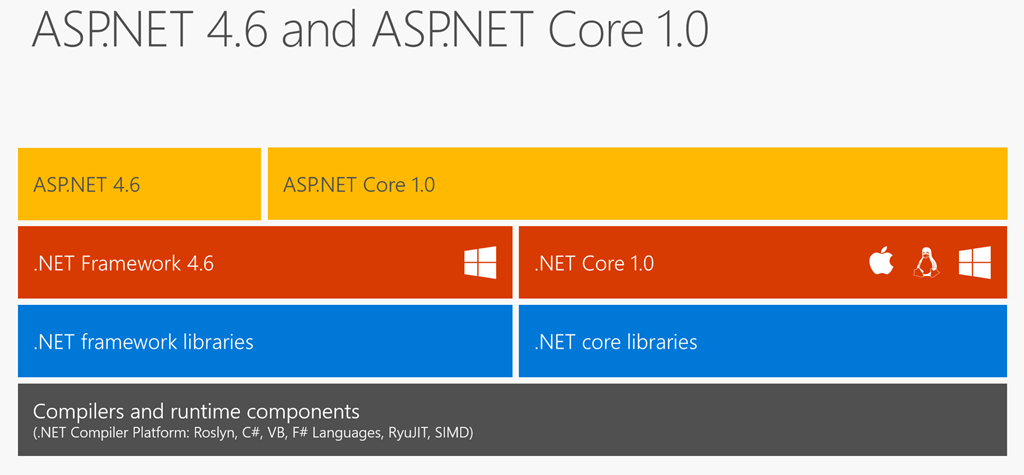 ASP.NET 4.6 and ASP.NET Core 1.0
ASP.NET 4.6
ASP.NET Core 1.0
.NET Framework 4.6
.NET Core 1.0
.NET framework libraries
.NET core libraries
Compilers and runtime components
(.NET Compiler Platform: Roslyn, C#, VB, F# Languages, RyuJIT, SIMD)